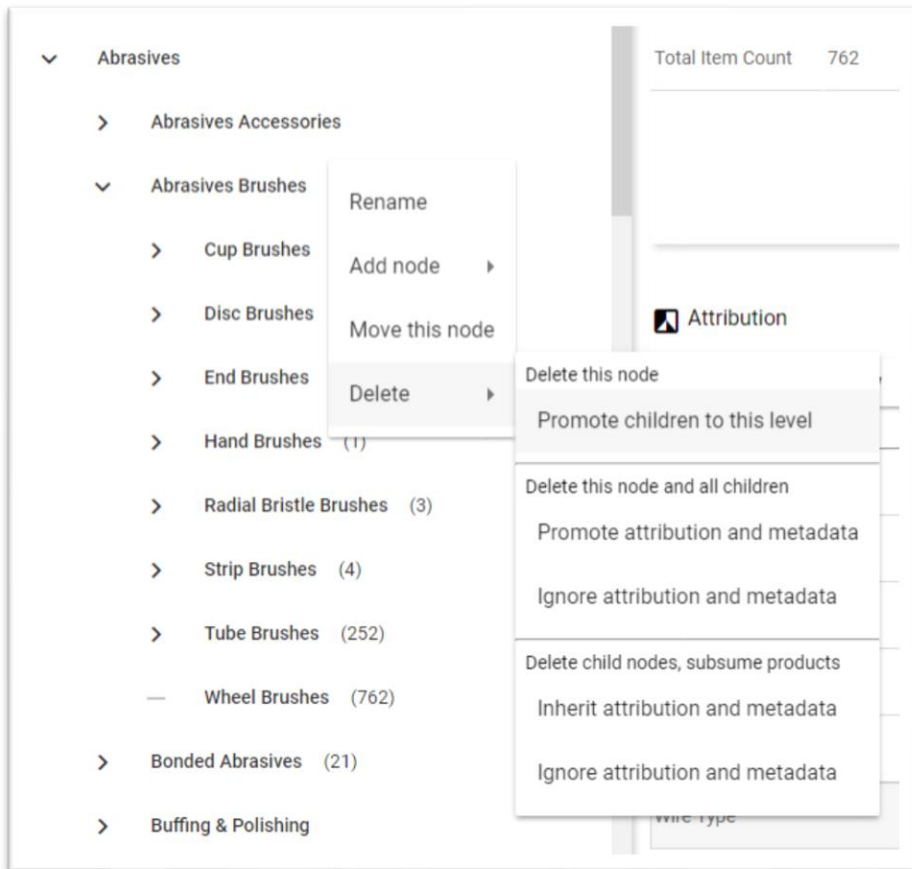 Abrasives
Total Item Count 762
Abrasives Accessories
Abrasives Brushes
Rename
Cup Brushes
Add node
Disc Brushes
Move this node
Attribution
End Brushes
Delete
Delete this node
Promote children to this level
Hand Brushes (1)
Delete this node and all children
Radial Bristle Brushes (3)
Promote attribution and metadata
Strip Brushes (4)
Ignore attribution and metadata
Tube Brushes (252)
Delete child nodes, subsume products
Wheel Brushes (762)
Inherit attribution and metadata
Bonded Abrasives (21)
Ignore attribution and metadata
Buffing & Polishing
Wire Type